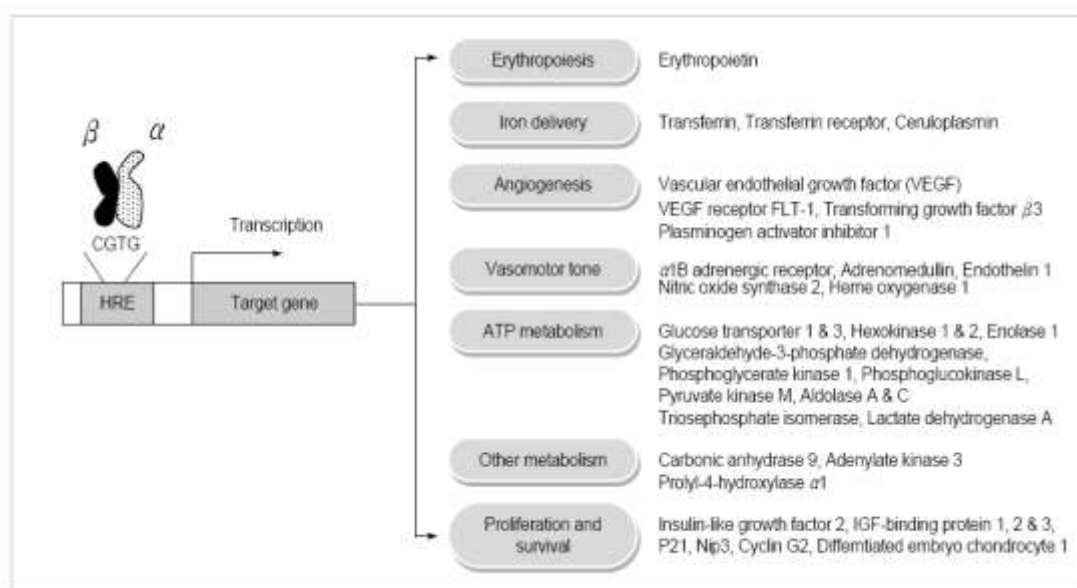 β α
CGTG
Transcription
HRE
Target gene
Erythropoiesis
Erythropoietin
Iron delivery
Transferrin, Transferrin receptor, Ceruloplasmin
Angiogenesis
Vascular endothelial growth factor (VEGF)
VEGF receptor FLT-1, Transforming growth factor β3
Plasminogen activator inhibitor 1
Vasomotor tone
α1B adrenergic receptor, Adrenomedullin, Endothelin 1
Nitric oxide synthase 2, Heme oxygenase 1
ATP metabolism
Glucose transporter 1 & 3, Hexokinase 1 & 2, Enolase 1
Glyceraldehyde-3-phosphate dehydrogenase,
Phosphoglycerate kinase 1, Phosphoglucokinase L,
Pyruvate kinase M, Aldolase A & C
Triosephosphate isomerase, Lactate dehydrogenase A
Other metabolism
Carbonic anhydrase 9, Adenylate kinase 3
Prolyl-4-hydroxylase α1
Proliferation and
survival
Insulin-like growth factor 2, IGF-binding protein 1, 2 & 3,
P21, Nip3, Cyclin G2, Differntiated embryo chondrocyte 1